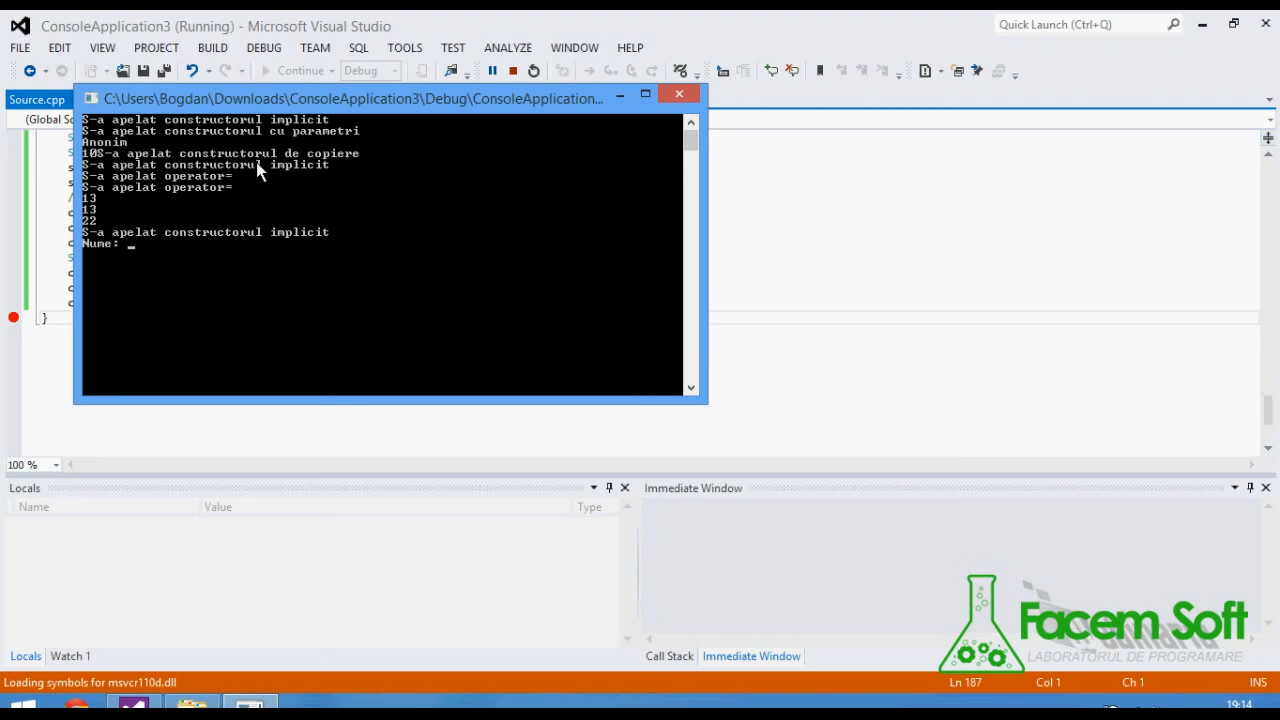 ConsoleApplication3 (Running) - Microsoft Visual Studio
Quick Launch (Ctrl+Q)
FILE EDIT VIEW PROJECT BUILD DEBUG TEAM SQL TOOLS TEST ANALYZE WINDOW HELP
Continue Debug
Source.cpp
C:\Users\Bogdan\Downloads\ConsoleApplication3\Debug\ConsoleApplication...
(Global Sc
S-a apelat constructorul implicit
S-a apelat constructorul cu parametri
Anonim
10S-a apelat constructorul de copiere
S-a apelat constructorul implicit
S-a apelat operator=
S-a apelat operator=
13
13
22
S-a apelat constructorul implicit
Nume: _
}
100 %
Locals
Immediate Window
Name Value Type
Facem Soft
LABORATORUL DE PROGRAMARE
Locals Watch 1
Call Stack Immediate Window
Loading symbols for msvcr110d.dll
Ln 187 Col 1 Ch 1 INS
19:14